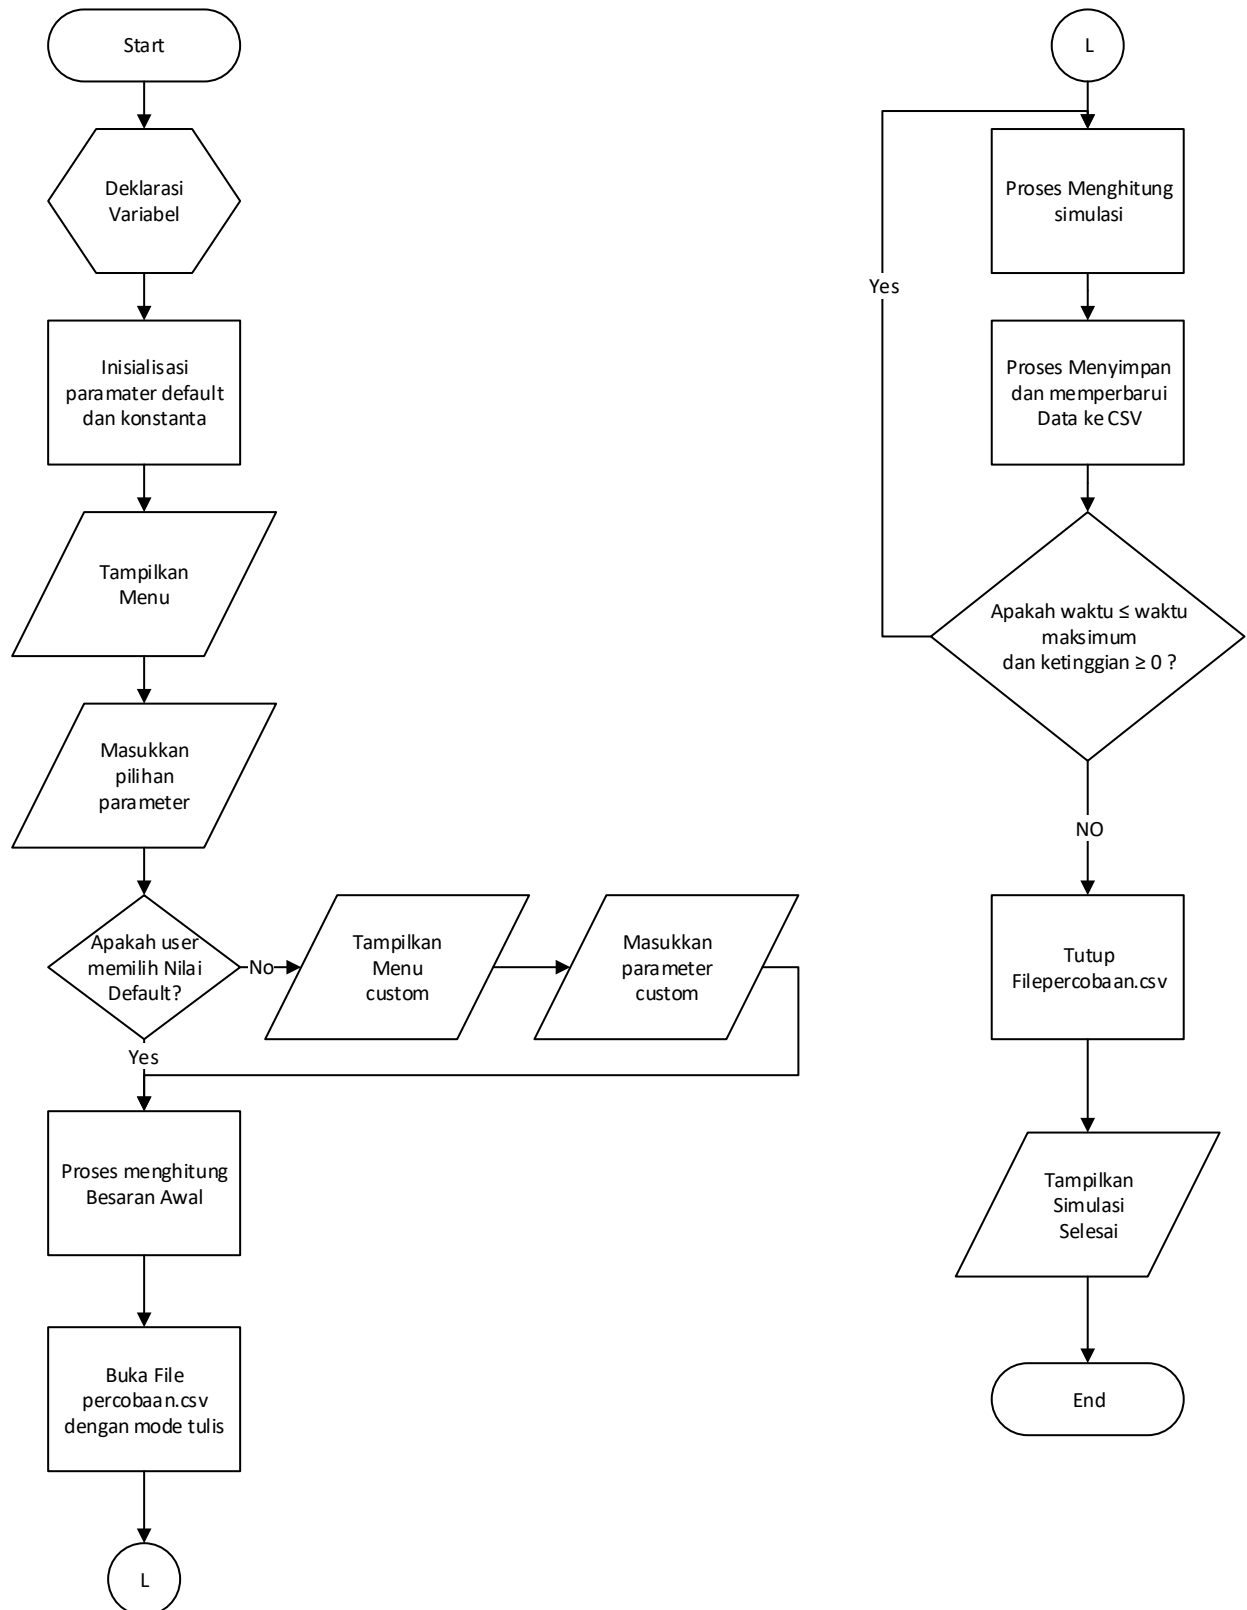 Start
Deklarasi
Variabel
Inisialisasi
paramater default
dan konstanta
Tampilkan
Menu
Masukkan
pilihan
parameter
Apakah user
memilih Nilai
Default?
No
Tampilkan
Menu
custom
Masukkan
parameter
custom
Yes
Proses menghitung
Besaran Awal
Buka File
percobaan.csv
dengan mode tulis
L
L
Proses Menghitung
simulasi
Yes
Proses Menyimpan
dan memperbarui
Data ke CSV
Apakah waktu ≤ waktu
maksimum
dan ketinggian ≥ 0 ?
NO
Tutup
Filepercobaan.csv
Tampilkan
Simulasi
Selesai
End